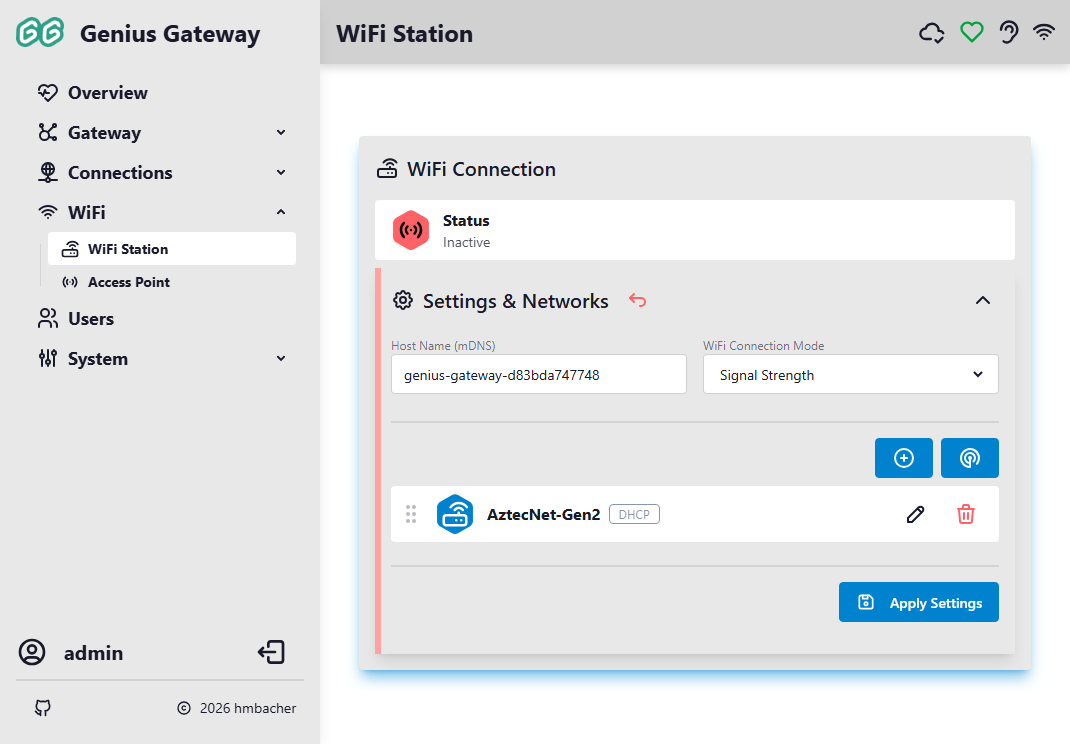 Genius Gateway
WiFi Station
Overview
Gateway
Connections
WiFi
WiFi Station
Access Point
Users
System
admin
© 2026 hmbacher
WiFi Connection
Status
Inactive
Settings & Networks
Host Name (mDNS)
WiFi Connection Mode
genius-gateway-d83bda747748
Signal Strength
AztecNet-Gen2 DHCP
Apply Settings